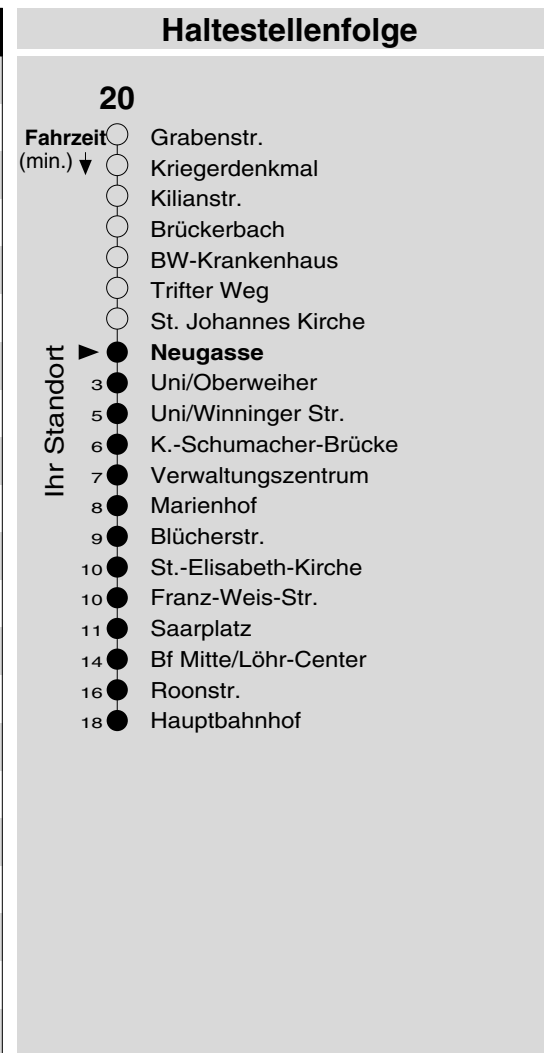 Haltestellenfolge
20
Fahrzeit Grabenstr.
(min.) Kriegerdenkmal
Kilianstr.
Brückerbach
BW-Krankenhaus
Trifter Weg
St. Johannes Kirche
Ihr Standort
Neugasse
3 Uni/Oberweiher
5 Uni/Winninger Str.
6 K.-Schumacher-Brücke
7 Verwaltungszentrum
8 Marienhof
9 Blücherstr.
10 St.-Elisabeth-Kirche
10 Franz-Weis-Str.
11 Saarplatz
14 Bf Mitte/Löhr-Center
16 Roonstr.
18 Hauptbahnhof